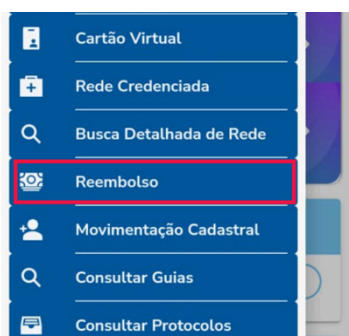 Cartão Virtual
Rede Credenciada
Busca Detalhada de Rede
Reembolso
Movimentação Cadastral
Consultar Guias
Consultar Protocolos